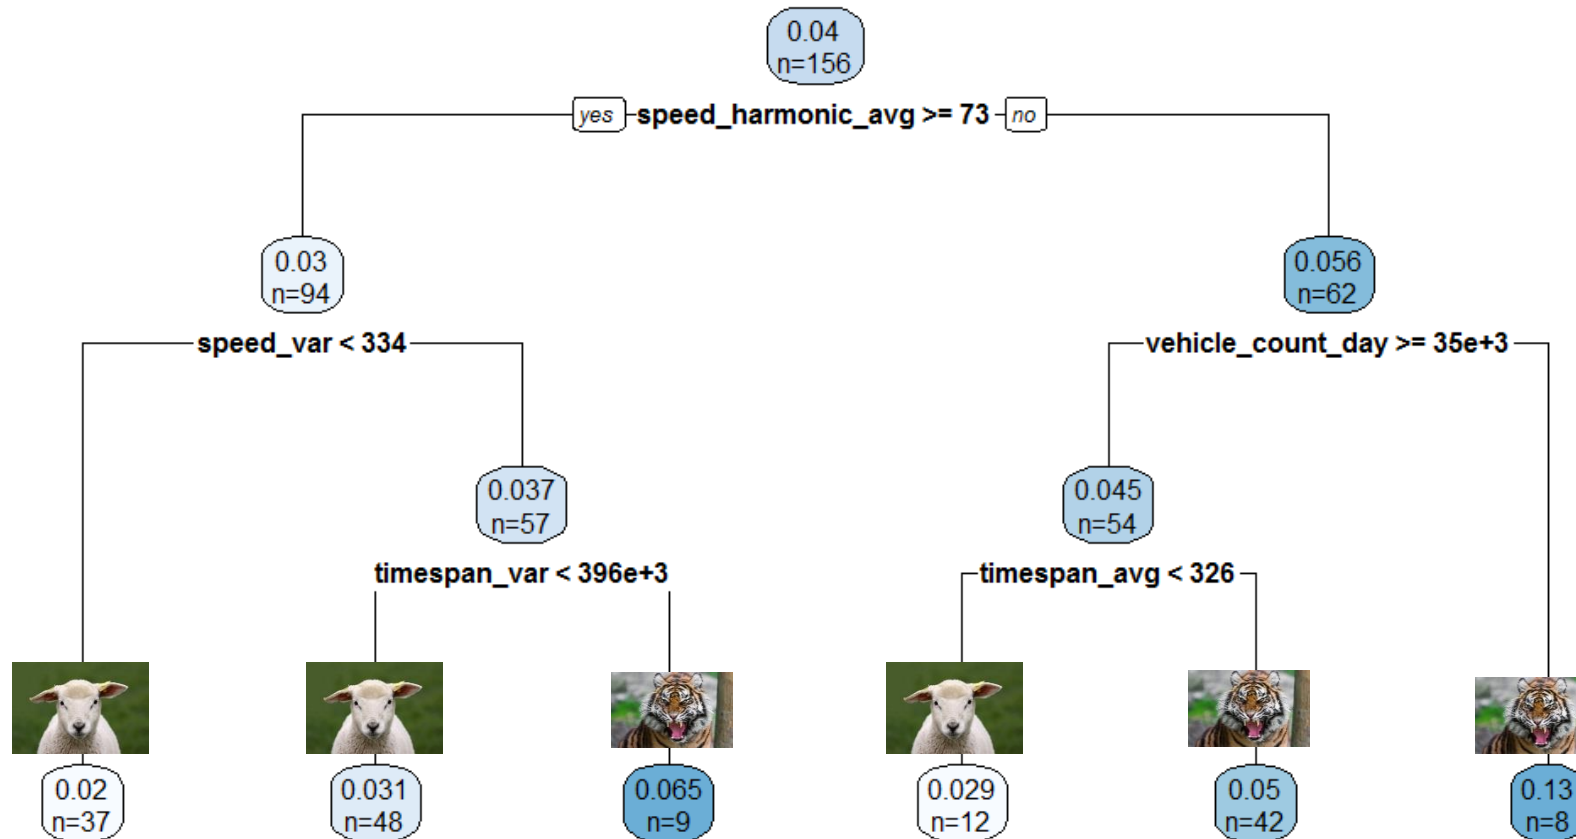 0.04
n=156
yes speed_harmonic_avg >= 73 no
0.03
n=94
0.056
n=62
speed_var < 334
vehicle_count_day >= 35e+3
0.037
n=57
0.045
n=54
timespan_var < 396e+3
timespan_avg < 326
0.02
n=37
0.031
n=48
0.065
n=9
0.029
n=12
0.05
n=42
0.13
n=8